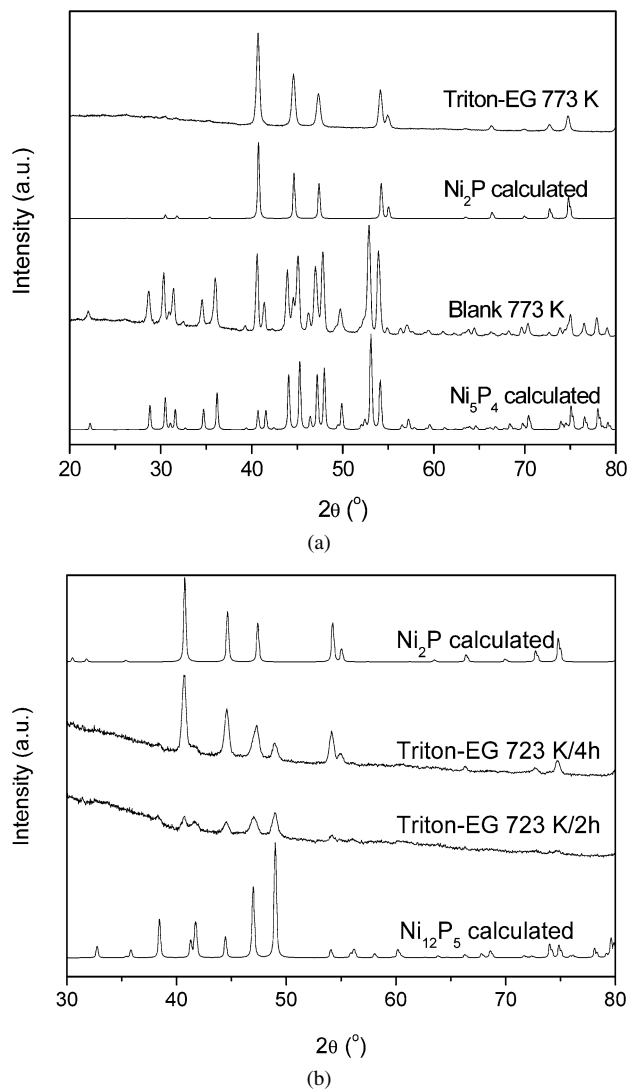 Intensity (a.u.)
Triton-EG 773 K
Ni₂P calculated
Blank 773 K
Ni₅P₄ calculated
20 30 40 50 60 70 80
2θ (°)
(a)
Intensity (a.u.)
Ni₂P calculated
Triton-EG 723 K/4h
Triton-EG 723 K/2h
Ni₁₂P₅ calculated
30 40 50 60 70 80
2θ (°)
(b)